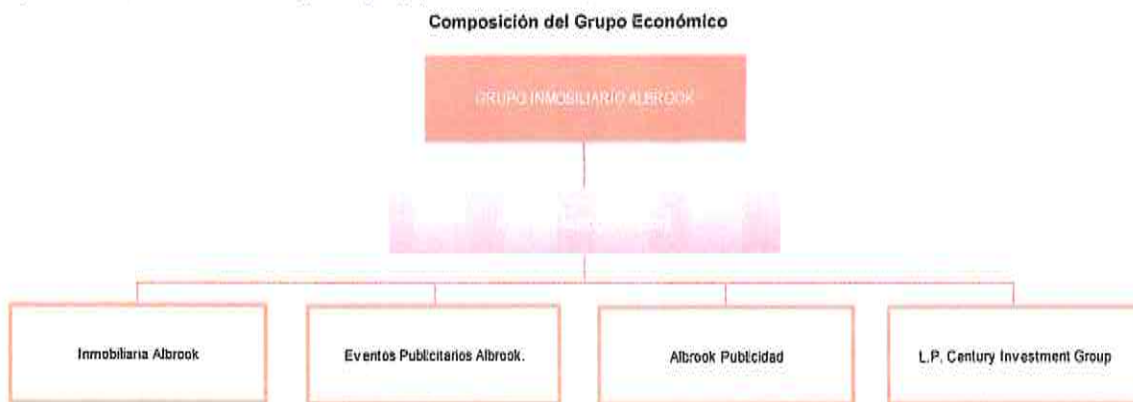 Composición del Grupo Económico
GRUPO INMOBILIARIO ALBROOK
Inmobiliaria Albrook
Eventos Publicitarios Albrook.
Albrook Publicidad
L.P. Century Investment Group